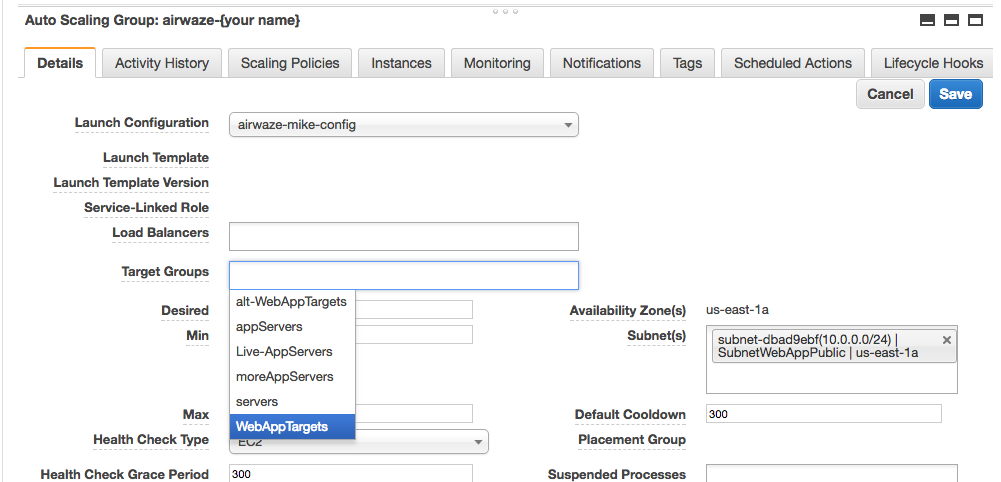 Auto Scaling Group: airwaze-{your name}
Details Activity History Scaling Policies Instances Monitoring Notifications Tags Scheduled Actions Lifecycle Hooks
Cancel Save
Launch Configuration airwaze-mike-config
Launch Template
Launch Template Version
Service-Linked Role
Load Balancers
Target Groups
alt-WebAppTargets
appServers
Live-AppServers
moreAppServers
servers
WebAppTargets
Desired
Min
Max
Health Check Type EC2
Health Check Grace Period 300
Availability Zone(s) us-east-1a
Subnet(s) subnet-dbad9ebf(10.0.0.0/24) |
SubnetWebAppPublic | us-east-1a
Default Cooldown 300
Placement Group
Suspended Processes